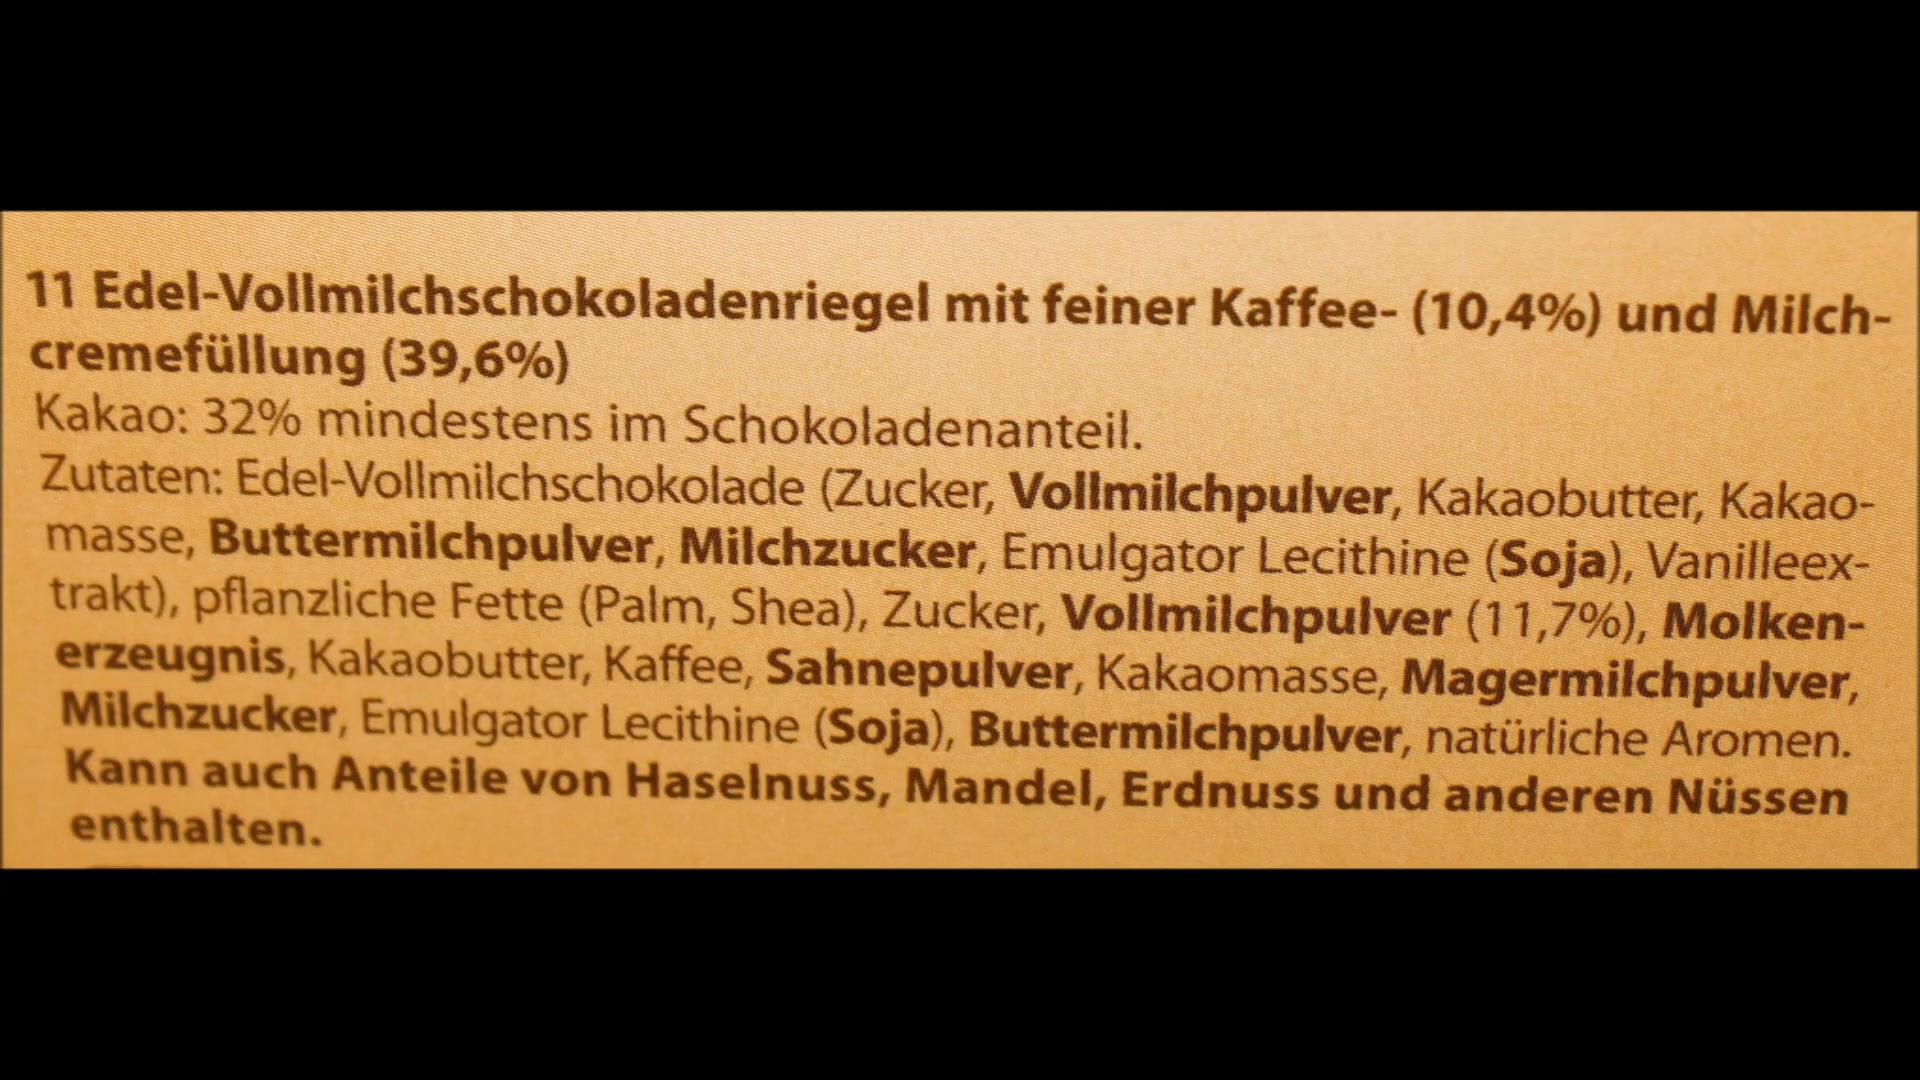 11 Edel-Vollmilchschokoladenriegel mit feiner Kaffee- (10,4%) und Milch-
cremefüllung (39,6%)
Kakao: 32% mindestens im Schokoladenanteil.
Zutaten: Edel-Vollmilchschokolade (Zucker, Vollmilchpulver, Kakaobutter, Kakao-
masse, Buttermilchpulver, Milchzucker, Emulgator Lecithine (Soja), Vanilleex-
trakt), pflanzliche Fette (Palm, Shea), Zucker, Vollmilchpulver (11,7%), Molken-
erzeugnis, Kakaobutter, Kaffee, Sahnepulver, Kakaomasse, Magermilchpulver,
Milchzucker, Emulgator Lecithine (Soja), Buttermilchpulver, natürliche Aromen.
Kann auch Anteile von Haselnuss, Mandel, Erdnuss und anderen Nüssen
enthalten.